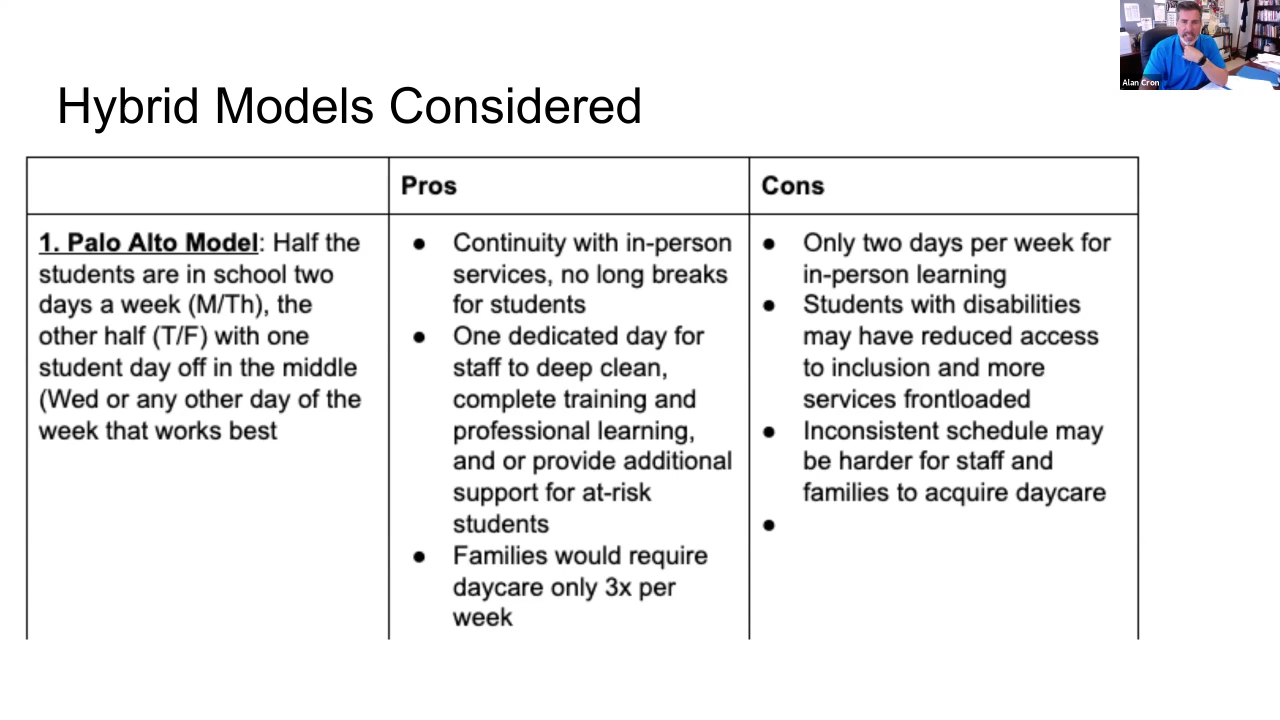 Alan Cron
Hybrid Models Considered
Pros
Cons
1. Palo Alto Model: Half the
students are in school two
days a week (M/Th), the
other half (T/F) with one
student day off in the middle
(Wed or any other day of the
week that works best
● Continuity with in-person
services, no long breaks
for students
● One dedicated day for
staff to deep clean,
complete training and
professional learning,
and or provide additional
support for at-risk
students
● Families would require
daycare only 3x per
week
● Only two days per week for
in-person learning
● Students with disabilities
may have reduced access
to inclusion and more
services frontloaded
● Inconsistent schedule may
be harder for staff and
families to acquire daycare
●